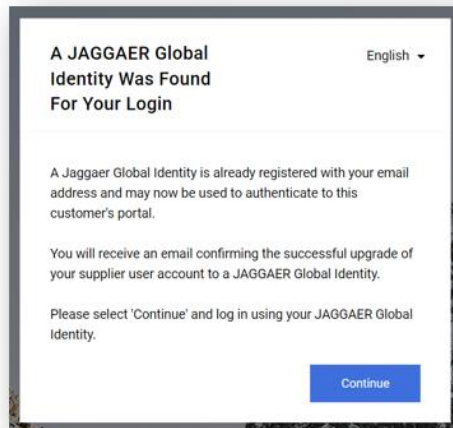 A JAGGAER Global
Identity Was Found
For Your Login
English
A Jaggaer Global Identity is already registered with your email
address and may now be used to authenticate to this
customer's portal.
You will receive an email confirming the successful upgrade of
your supplier user account to a JAGGAER Global Identity.
Please select 'Continue' and log in using your JAGGAER Global
Identity.
Continue